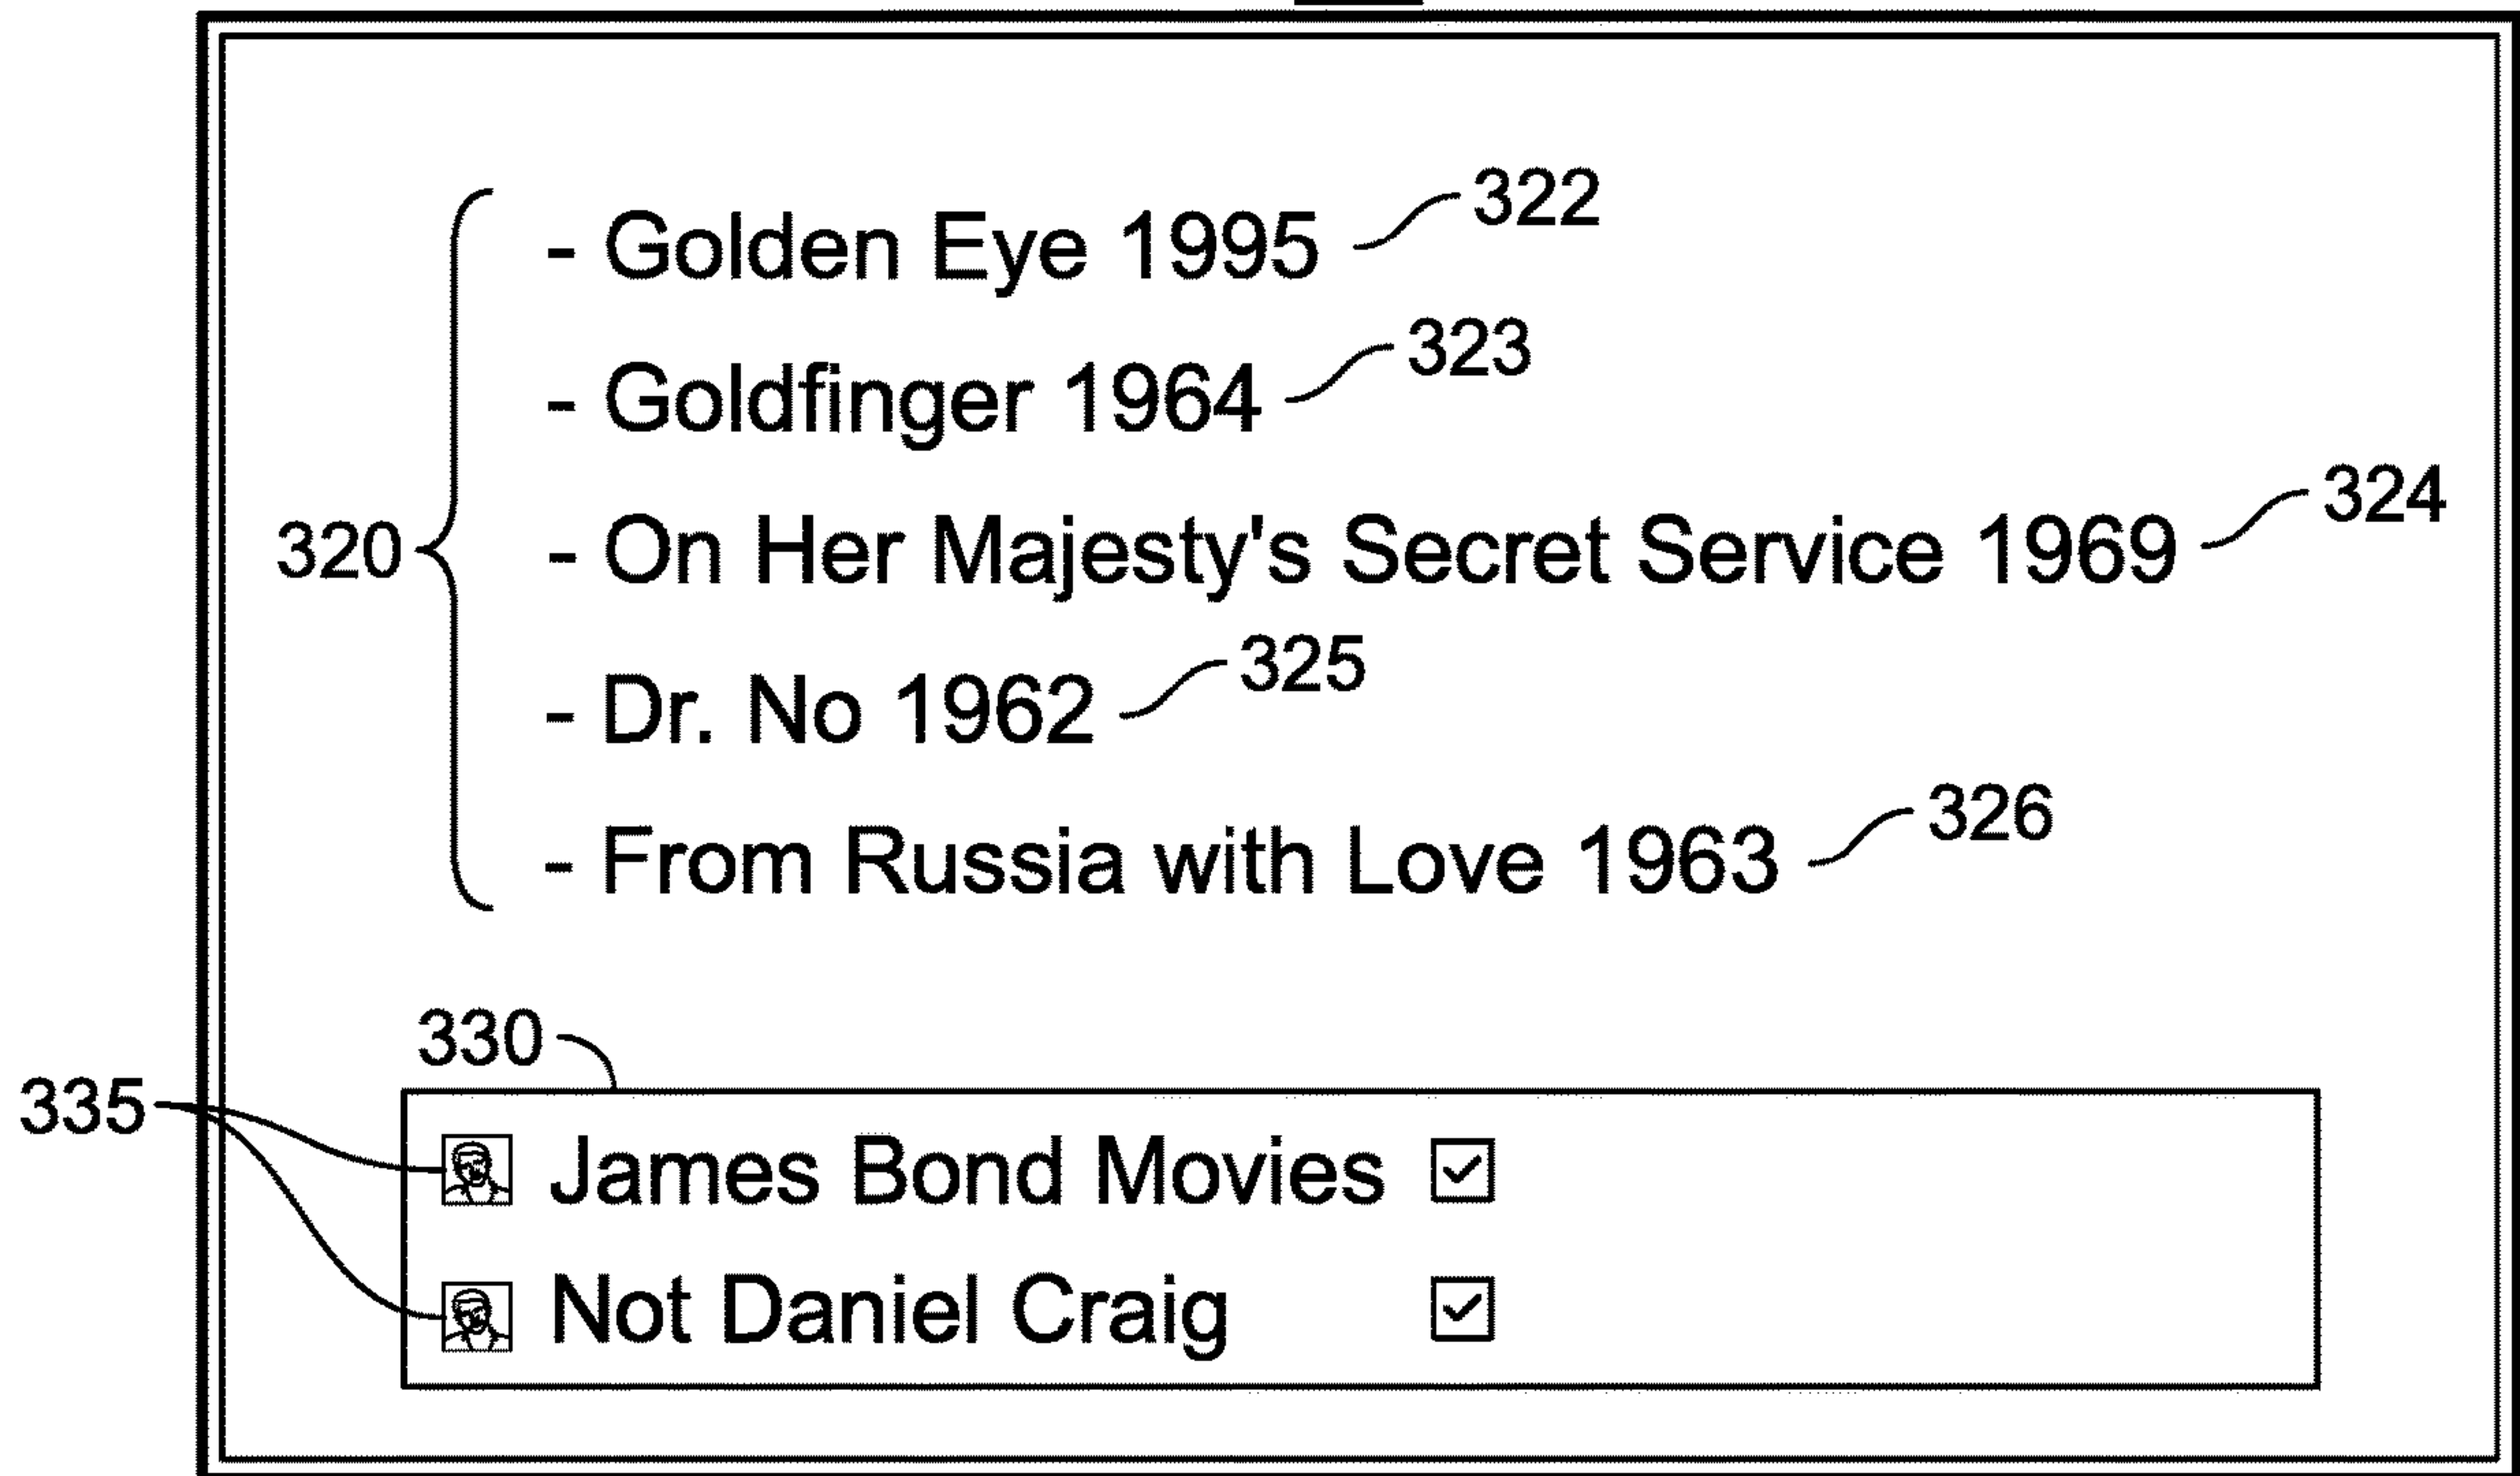 - Golden Eye 1995 322
- Goldfinger 1964 323
- On Her Majesty's Secret Service 1969 324
320
- Dr. No 1962 325
- From Russia with Love 1963 326
330
335
James Bond Movies
Not Daniel Craig